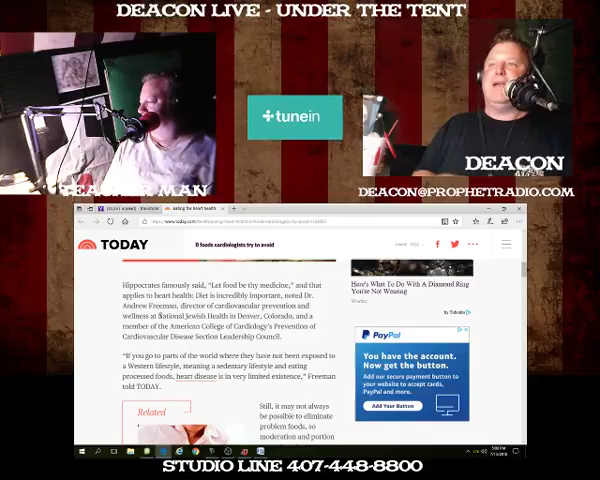 DEACON LIVE - UNDER THE TENT
tunein
DEACON
MAN
DEACON@PROPHETRADIO.COM
Eating for heart health
TODAY
8 foods cardiologists try to avoid
Hippocrates famously said, "Let food be thy medicine," and that
applies to heart health: Diet is incredibly important, noted Dr.
Andrew Freeman, director of cardiovascular prevention and
wellness at National Jewish Health in Denver, Colorado, and a
member of the American College of Cardiology's Prevention of
Cardiovascular Disease Section Leadership Council.
"If you go to parts of the world where they have not been exposed to
a Western lifestyle, meaning a sedentary lifestyle and eating
processed foods, heart disease is in very limited existence," Freeman
told TODAY.
Related
Still, it may not always
be possible to eliminate
problem foods, so
moderation and portion
Here's What To Do With A Diamond Ring
You're Not Wearing
Worthy
by Taboola
PayPal
You have the account.
Now get the button.
Add our secure payment button to
your website to accept cards,
PayPal and more.
Add Your Button
STUDIO LINE 407-448-8800